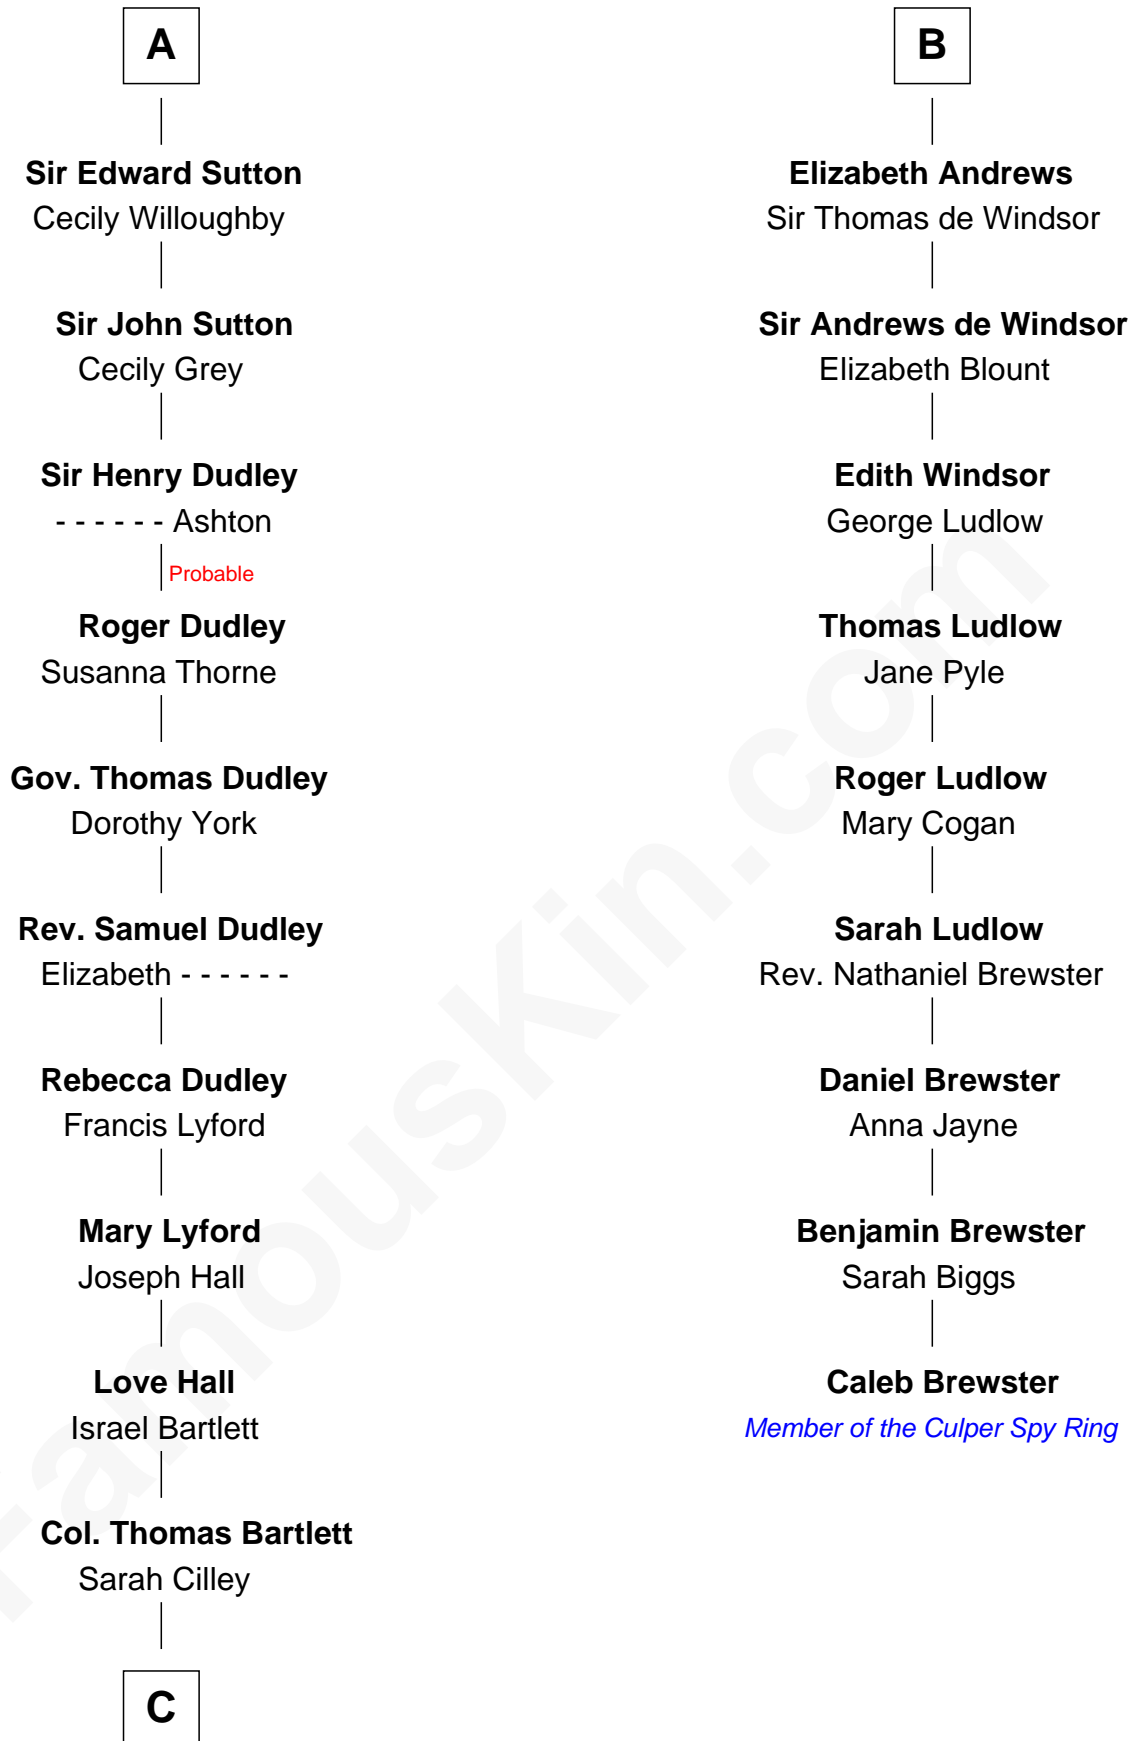 A
Sir Edward Sutton
Cecily Willoughby
Sir John Sutton
Cecily Grey
Sir Henry Dudley
- - - - - - Ashton
Probable
Roger Dudley
Susanna Thorne
Gov. Thomas Dudley
Dorothy York
Rev. Samuel Dudley
Elizabeth - - - - - -
Rebecca Dudley
Francis Lyford
Mary Lyford
Joseph Hall
Love Hall
Israel Bartlett
Col. Thomas Bartlett
Sarah Cilley
C
B
Elizabeth Andrews
Sir Thomas de Windsor
Sir Andrews de Windsor
Elizabeth Blount
Edith Windsor
George Ludlow
Thomas Ludlow
Jane Pyle
Roger Ludlow
Mary Cogan
Sarah Ludlow
Rev. Nathaniel Brewster
Daniel Brewster
Anna Jayne
Benjamin Brewster
Sarah Biggs
Caleb Brewster
Member of the Culper Spy Ring
FamousKin.com